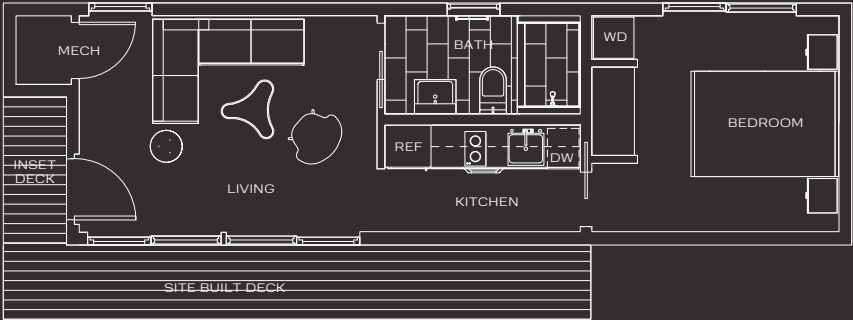 MECH
BATH
WD
BEDROOM
REF
DW
INSET
DECK
LIVING
KITCHEN
SITE BUILT DECK